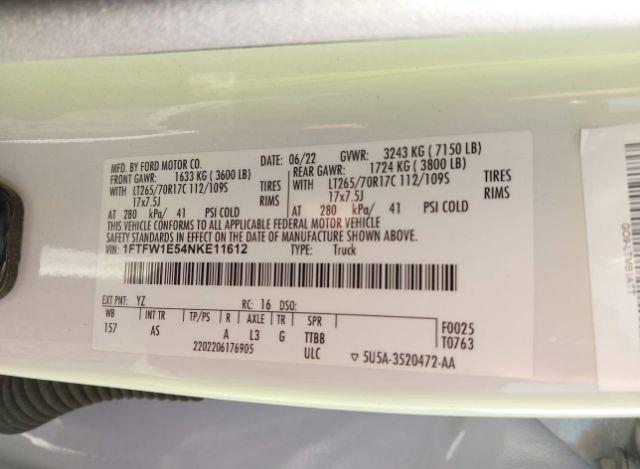 MFD. BY FORD MOTOR CO.
DATE: 06/22 GVWR: 3243 KG ( 7150 LB)
FRONT GAWR: 1633 KG ( 3600 LB)
REAR GAWR: 1724 KG ( 3800 LB)
WITH LT265/70R17C 112/109S TIRES
17x7.5J RIMS
AT 280 kPa/ 41 PSI COLD
WITH LT265/70R17C 112/109S TIRES
17x7.5J RIMS
AT 280 kPa/ 41 PSI COLD
THIS VEHICLE CONFORMS TO ALL APPLICABLE FEDERAL MOTOR VEHICLE
SAFETY STANDARDS IN EFFECT ON THE DATE OF MANUFACTURE SHOWN ABOVE
VIN: 1FTFW1E54NKE11612 TYPE: Truck
EXT PNT: YZ RC: 16 DSO:
WB INT TR TP/PS R AXLE TR SPR F0025
157 AS A L3 G TTBB T0763
2202206176905 ULC ▽ 5U5A-3520472-AA